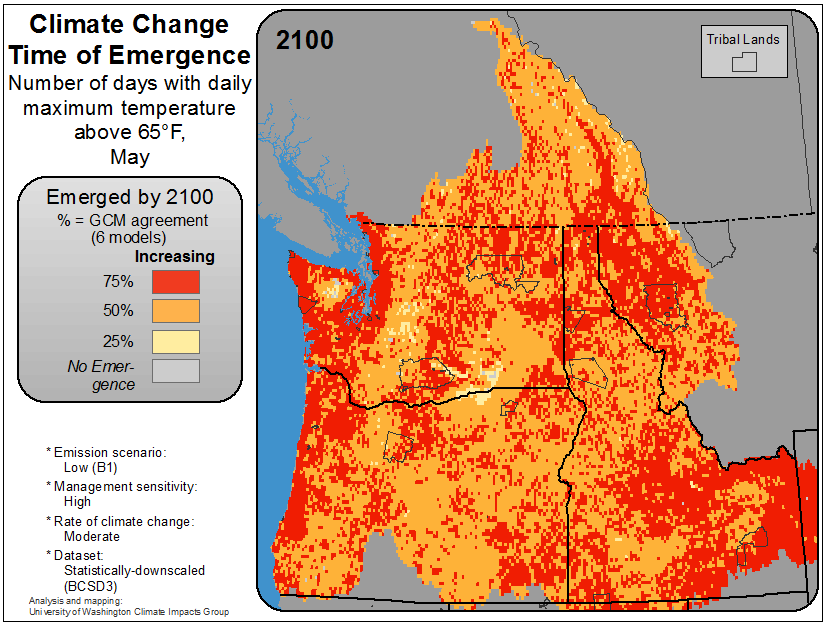 Climate Change
Time of Emergence
Number of days with daily
maximum temperature
above 65°F,
May
Emerged by 2100
% = GCM agreement
(6 models)
Increasing
75%
50%
25%
No Emer-
gence
* Emission scenario:
Low (B1)
* Management sensitivity:
High
* Rate of climate change:
Moderate
* Dataset:
Statistically-downscaled
(BCSD3)
Analysis and mapping:
University of Washington Climate Impacts Group
2100
Tribal Lands